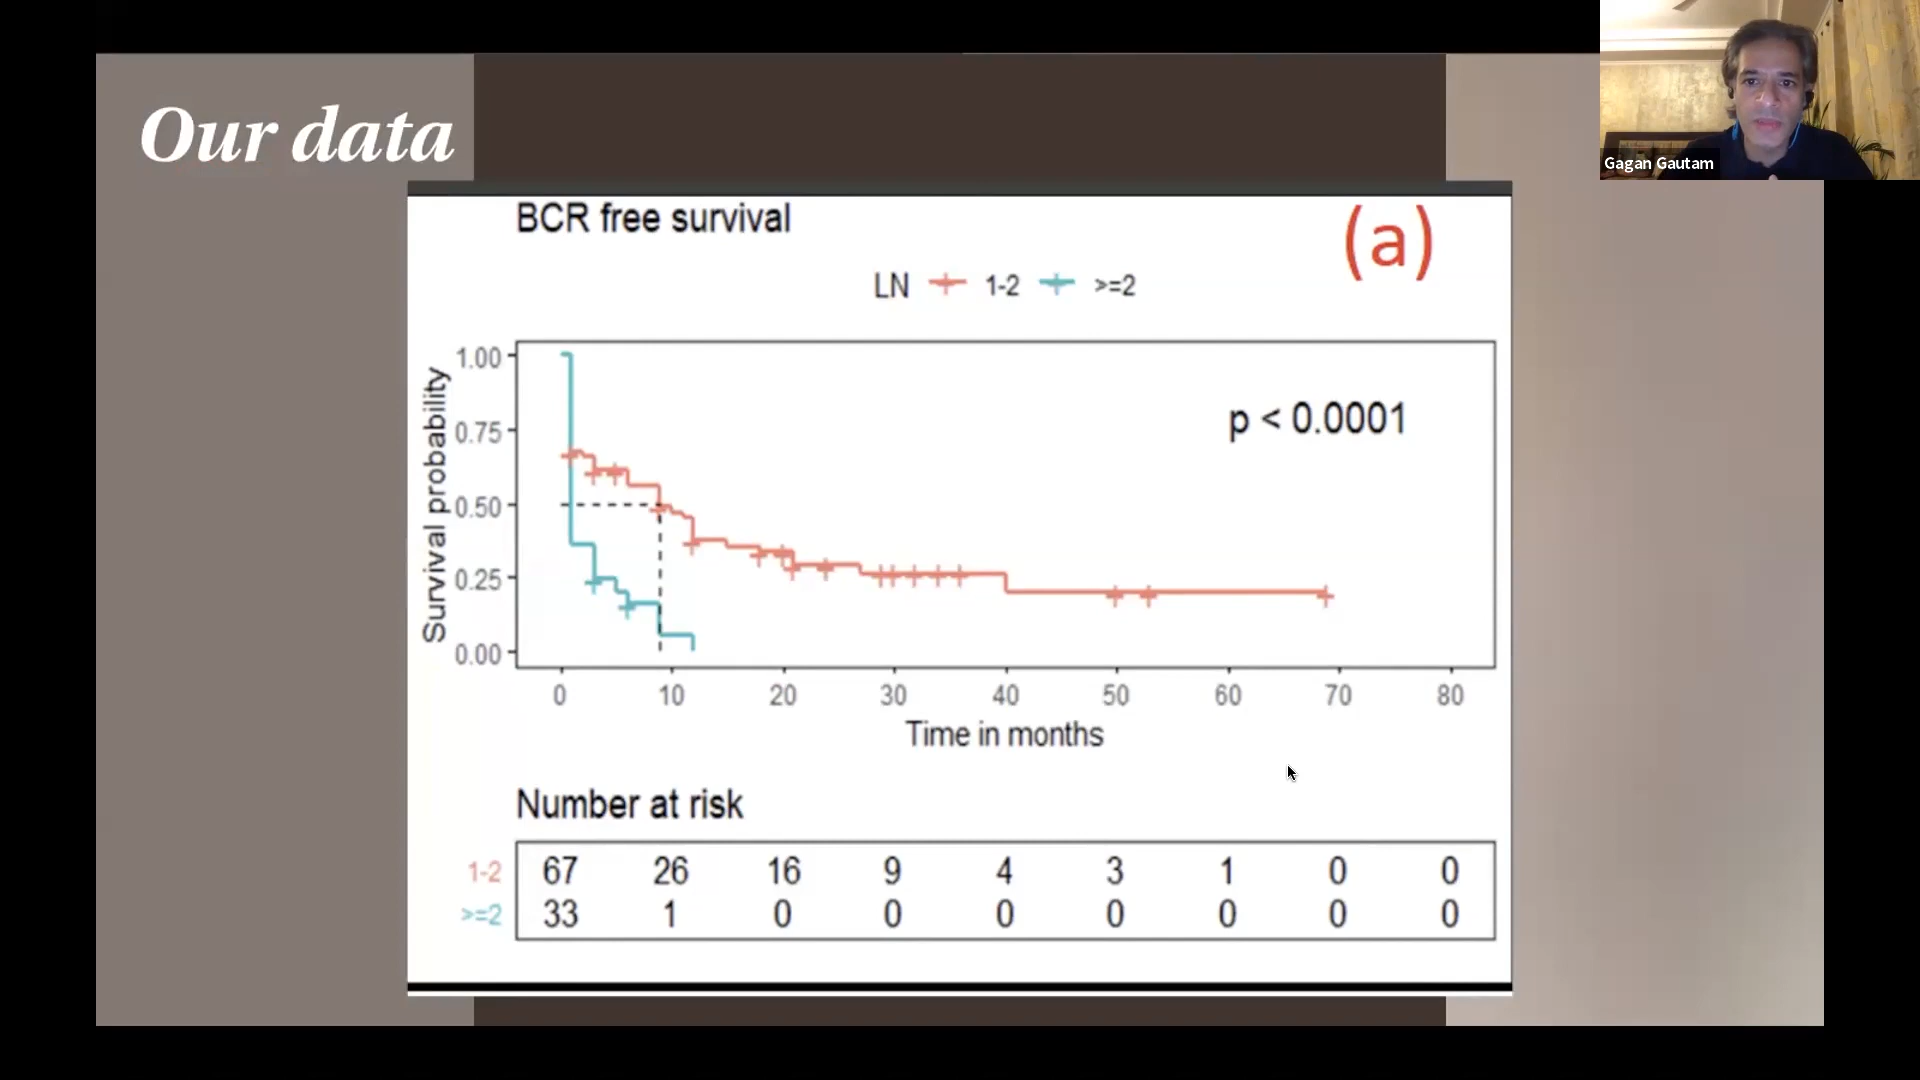 Our data
Gagan Gautam
BCR free survival
(a)
LN 1-2 >=2
Survival probability
1.00
0.75
0.50
0.25
0.00
p < 0.0001
0 10 20 30 40 50 60 70 80
Time in months
Number at risk
1-2 67 26 16 9 4 3 1 0 0
>=2 33 1 0 0 0 0 0 0 0